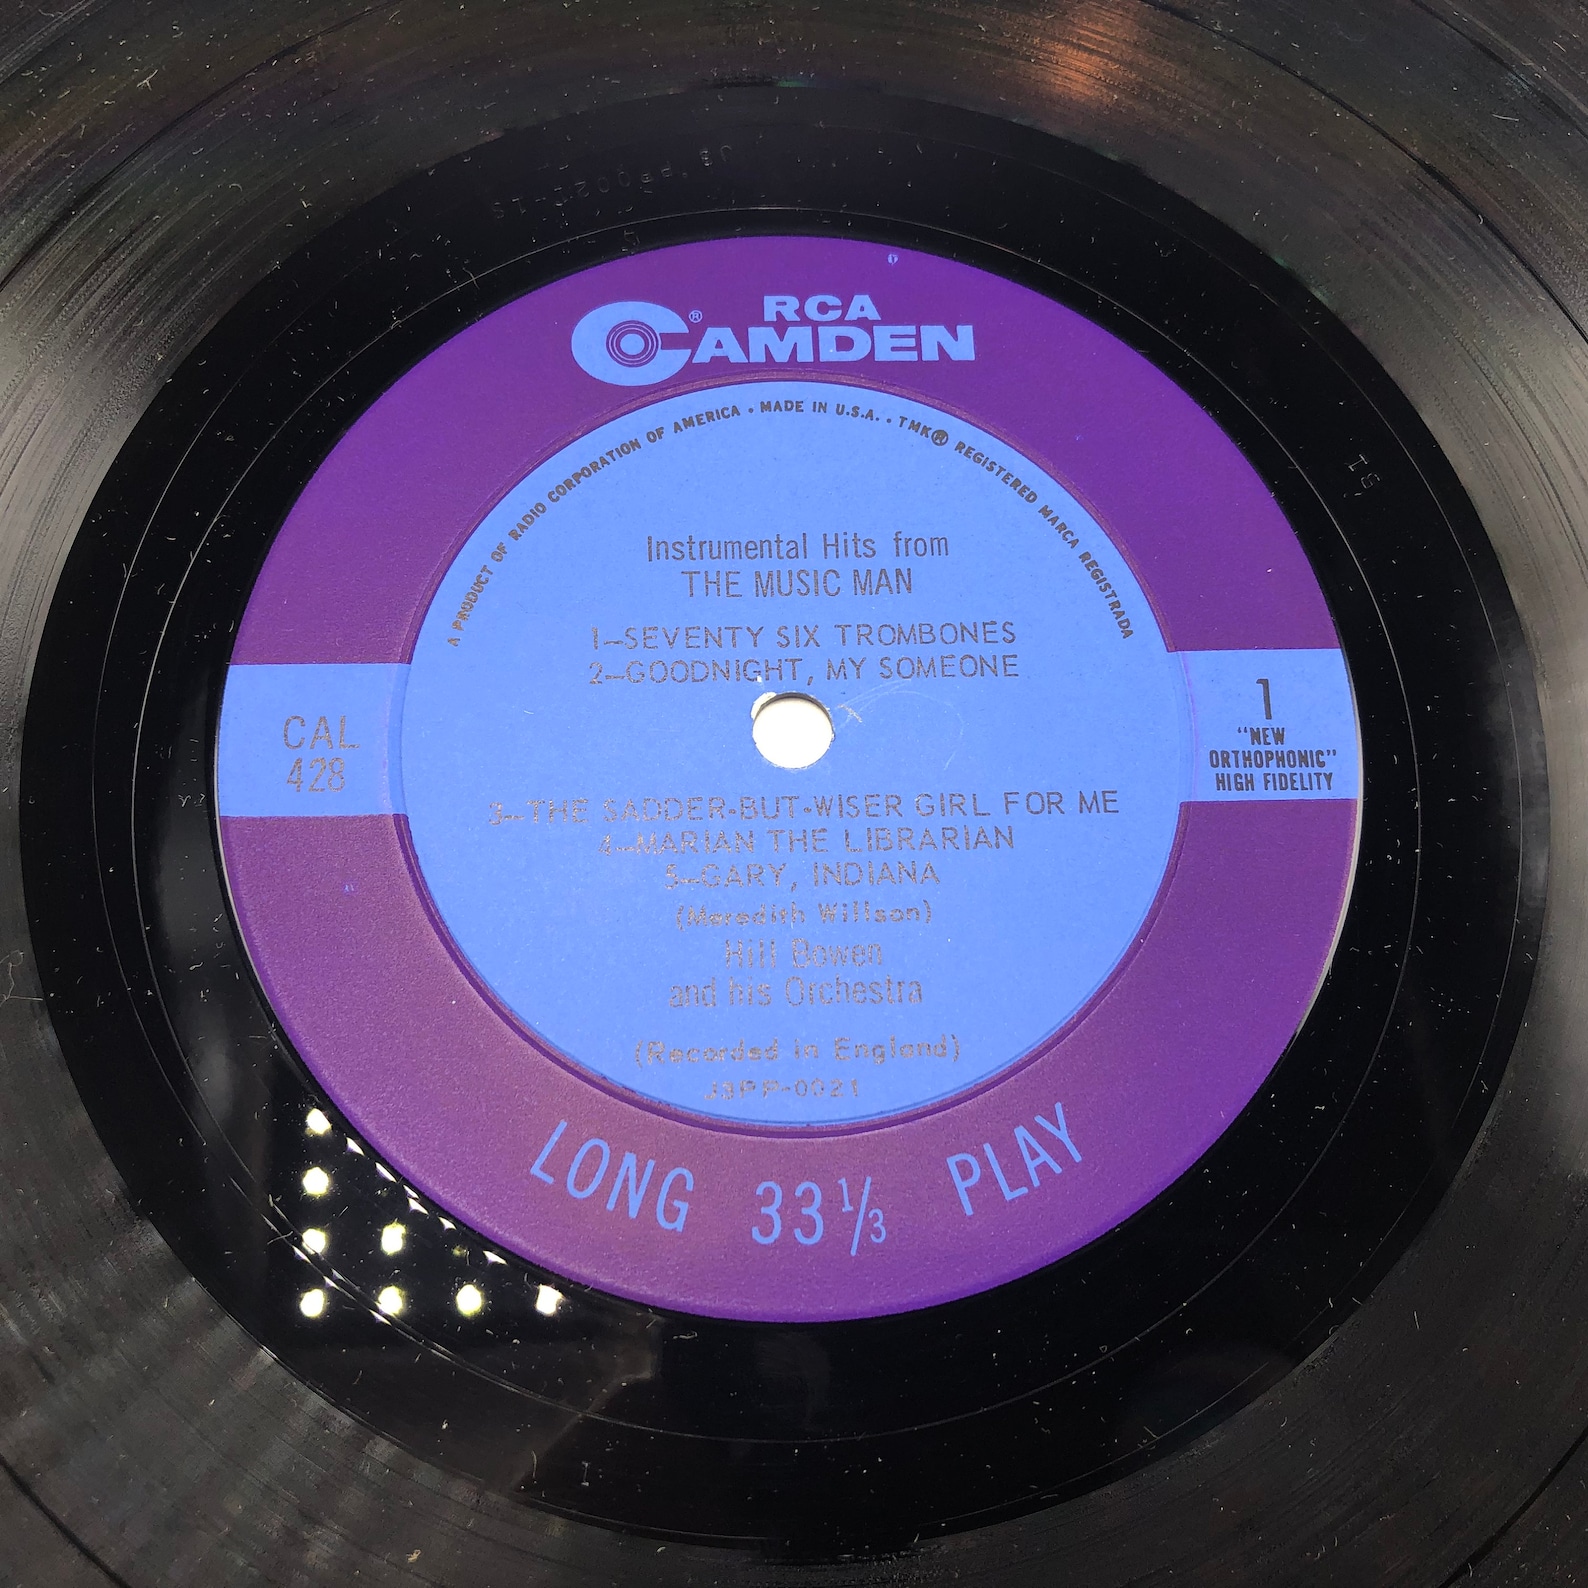 RCA
CAMDEN®
A PRODUCT OF RADIO CORPORATION OF AMERICA • MADE IN U.S.A. • TMK® REGISTERED MARCA REGISTRADA
Instrumental Hits from
THE MUSIC MAN
1—SEVENTY SIX TROMBONES
2—GOODNIGHT, MY SOMEONE
CAL
428
1
"NEW
ORTHOPHONIC"
HIGH FIDELITY
3—THE SADDER-BUT-WISER GIRL FOR ME
4—MARIAN THE LIBRARIAN
5—GARY, INDIANA
(Meredith Willson)
Hill Bowen
and his Orchestra
(Recorded in England)
J3PP-0021
LONG 33 1/3 PLAY